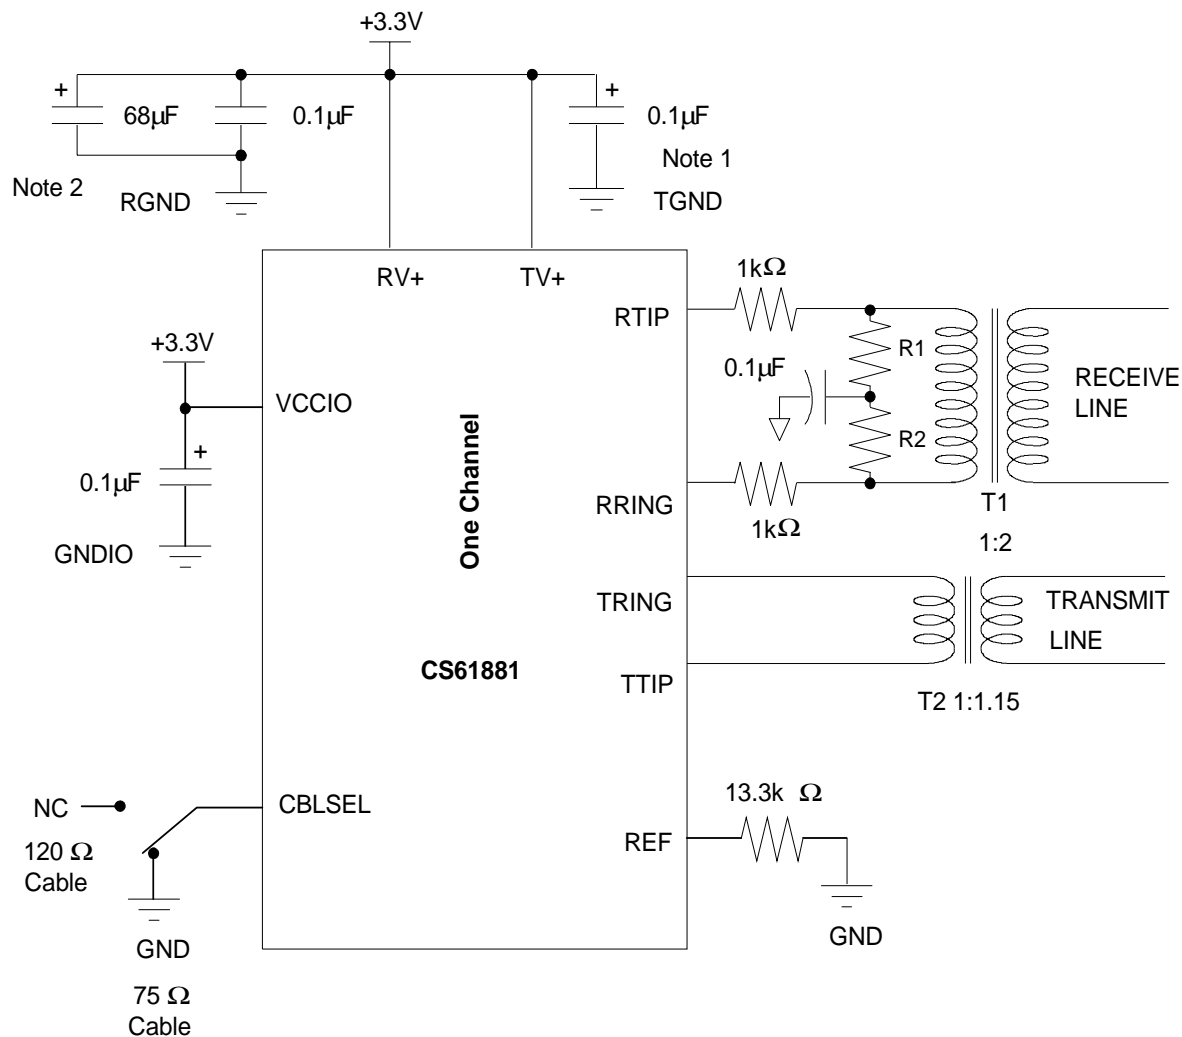 +3.3V
+
68µF
0.1µF
+
0.1µF
Note 1
Note 2
RGND
TGND
RV+
TV+
1kΩ
RTIP
R1
+3.3V
0.1µF
RECEIVE
LINE
VCCIO
One Channel
R2
+
0.1µF
RRING
T1
1kΩ
1:2
GNDIO
TRING
TRANSMIT
LINE
CS61881
TTIP
T2 1:1.15
13.3k Ω
NC
CBLSEL
REF
120 Ω
Cable
GND
GND
75 Ω
Cable